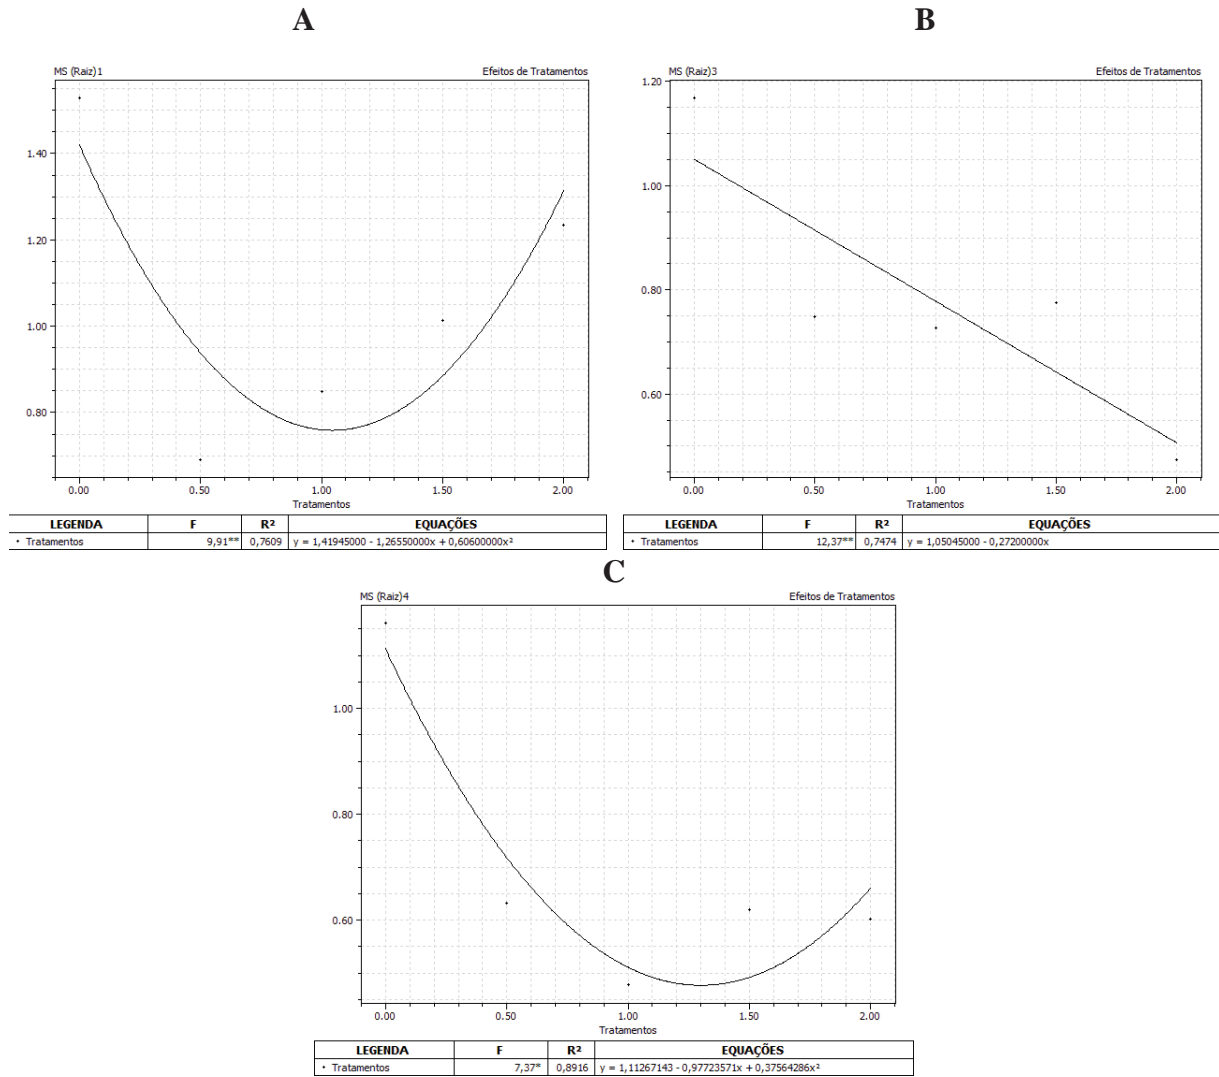 A
B
MS (Raiz)1 Efeitos de Tratamentos
1.40
1.20
1.00
0.80
0.00 0.50 1.00 1.50 2.00
Tratamentos
LEGENDA F R² EQUAÇÕES
• Tratamentos 9,91** 0,7609 y = 1,41945000 - 1,26550000x + 0,60600000x²
MS (Raiz)3 Efeitos de Tratamentos
1.20
1.00
0.80
0.60
0.00 0.50 1.00 1.50 2.00
Tratamentos
LEGENDA F R² EQUAÇÕES
• Tratamentos 12,37** 0,7474 y = 1,05045000 - 0,27200000x
C
MS (Raiz)4 Efeitos de Tratamentos
1.00
0.80
0.60
0.00 0.50 1.00 1.50 2.00
Tratamentos
LEGENDA F R² EQUAÇÕES
• Tratamentos 7,37* 0,8916 y = 1,11267143 - 0,97723571x + 0,37564286x²